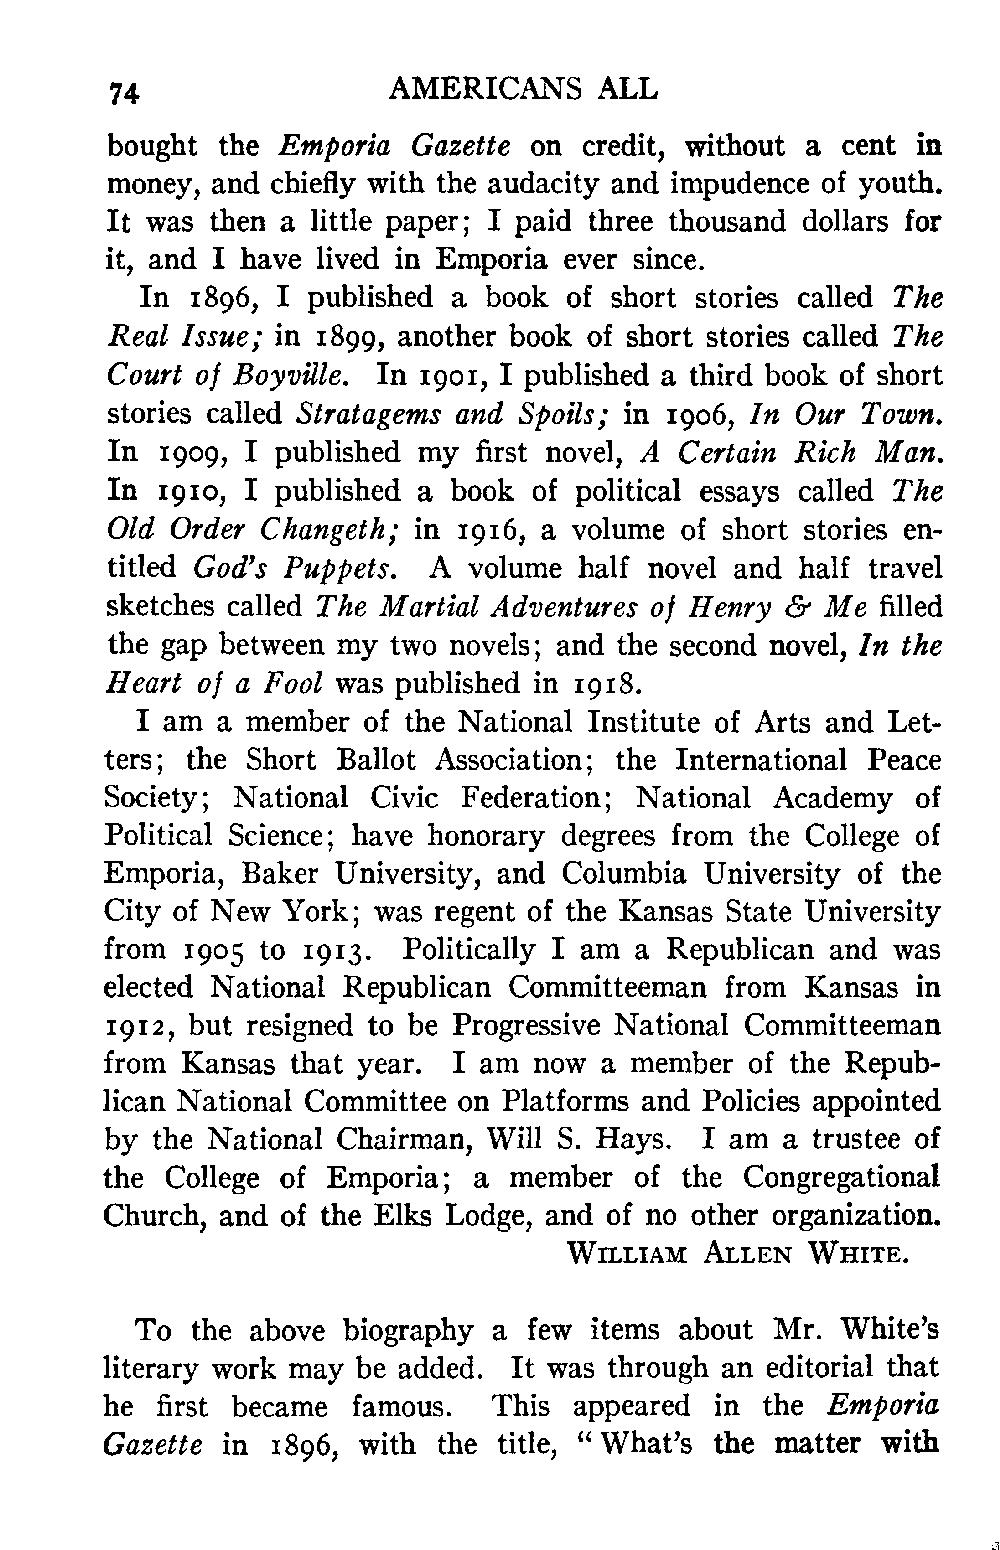 74 AMERICANS ALL
bought the Emporia Gazette on credit, without a cent in
money, and chiefly with the audacity and impudence of youth.
It was then a little paper; I paid three thousand dollars for
it, and I have lived in Emporia ever since.
In 1896, I published a book of short stories called The
Real Issue; in 1899, another book of short stories called The
Court of Boyville. In 1901, I published a third book of short
stories called Stratagems and Spoils; in 1906, In Our Town.
In 1909, I published my first novel, A Certain Rich Man.
In 1910, I published a book of political essays called The
Old Order Changeth; in 1916, a volume of short stories en-
titled God's Puppets. A volume half novel and half travel
sketches called The Martial Adventures of Henry & Me filled
the gap between my two novels; and the second novel, In the
Heart of a Fool was published in 1918.
I am a member of the National Institute of Arts and Let-
ters; the Short Ballot Association; the International Peace
Society; National Civic Federation; National Academy of
Political Science; have honorary degrees from the College of
Emporia, Baker University, and Columbia University of the
City of New York; was regent of the Kansas State University
from 1905 to 1913. Politically I am a Republican and was
elected National Republican Committeeman from Kansas in
1912, but resigned to be Progressive National Committeeman
from Kansas that year. I am now a member of the Repub-
lican National Committee on Platforms and Policies appointed
by the National Chairman, Will S. Hays. I am a trustee of
the College of Emporia; a member of the Congregational
Church, and of the Elks Lodge, and of no other organization.
WILLIAM ALLEN WHITE.
To the above biography a few items about Mr. White's
literary work may be added. It was through an editorial that
he first became famous. This appeared in the Emporia
Gazette in 1896, with the title, "What's the matter with